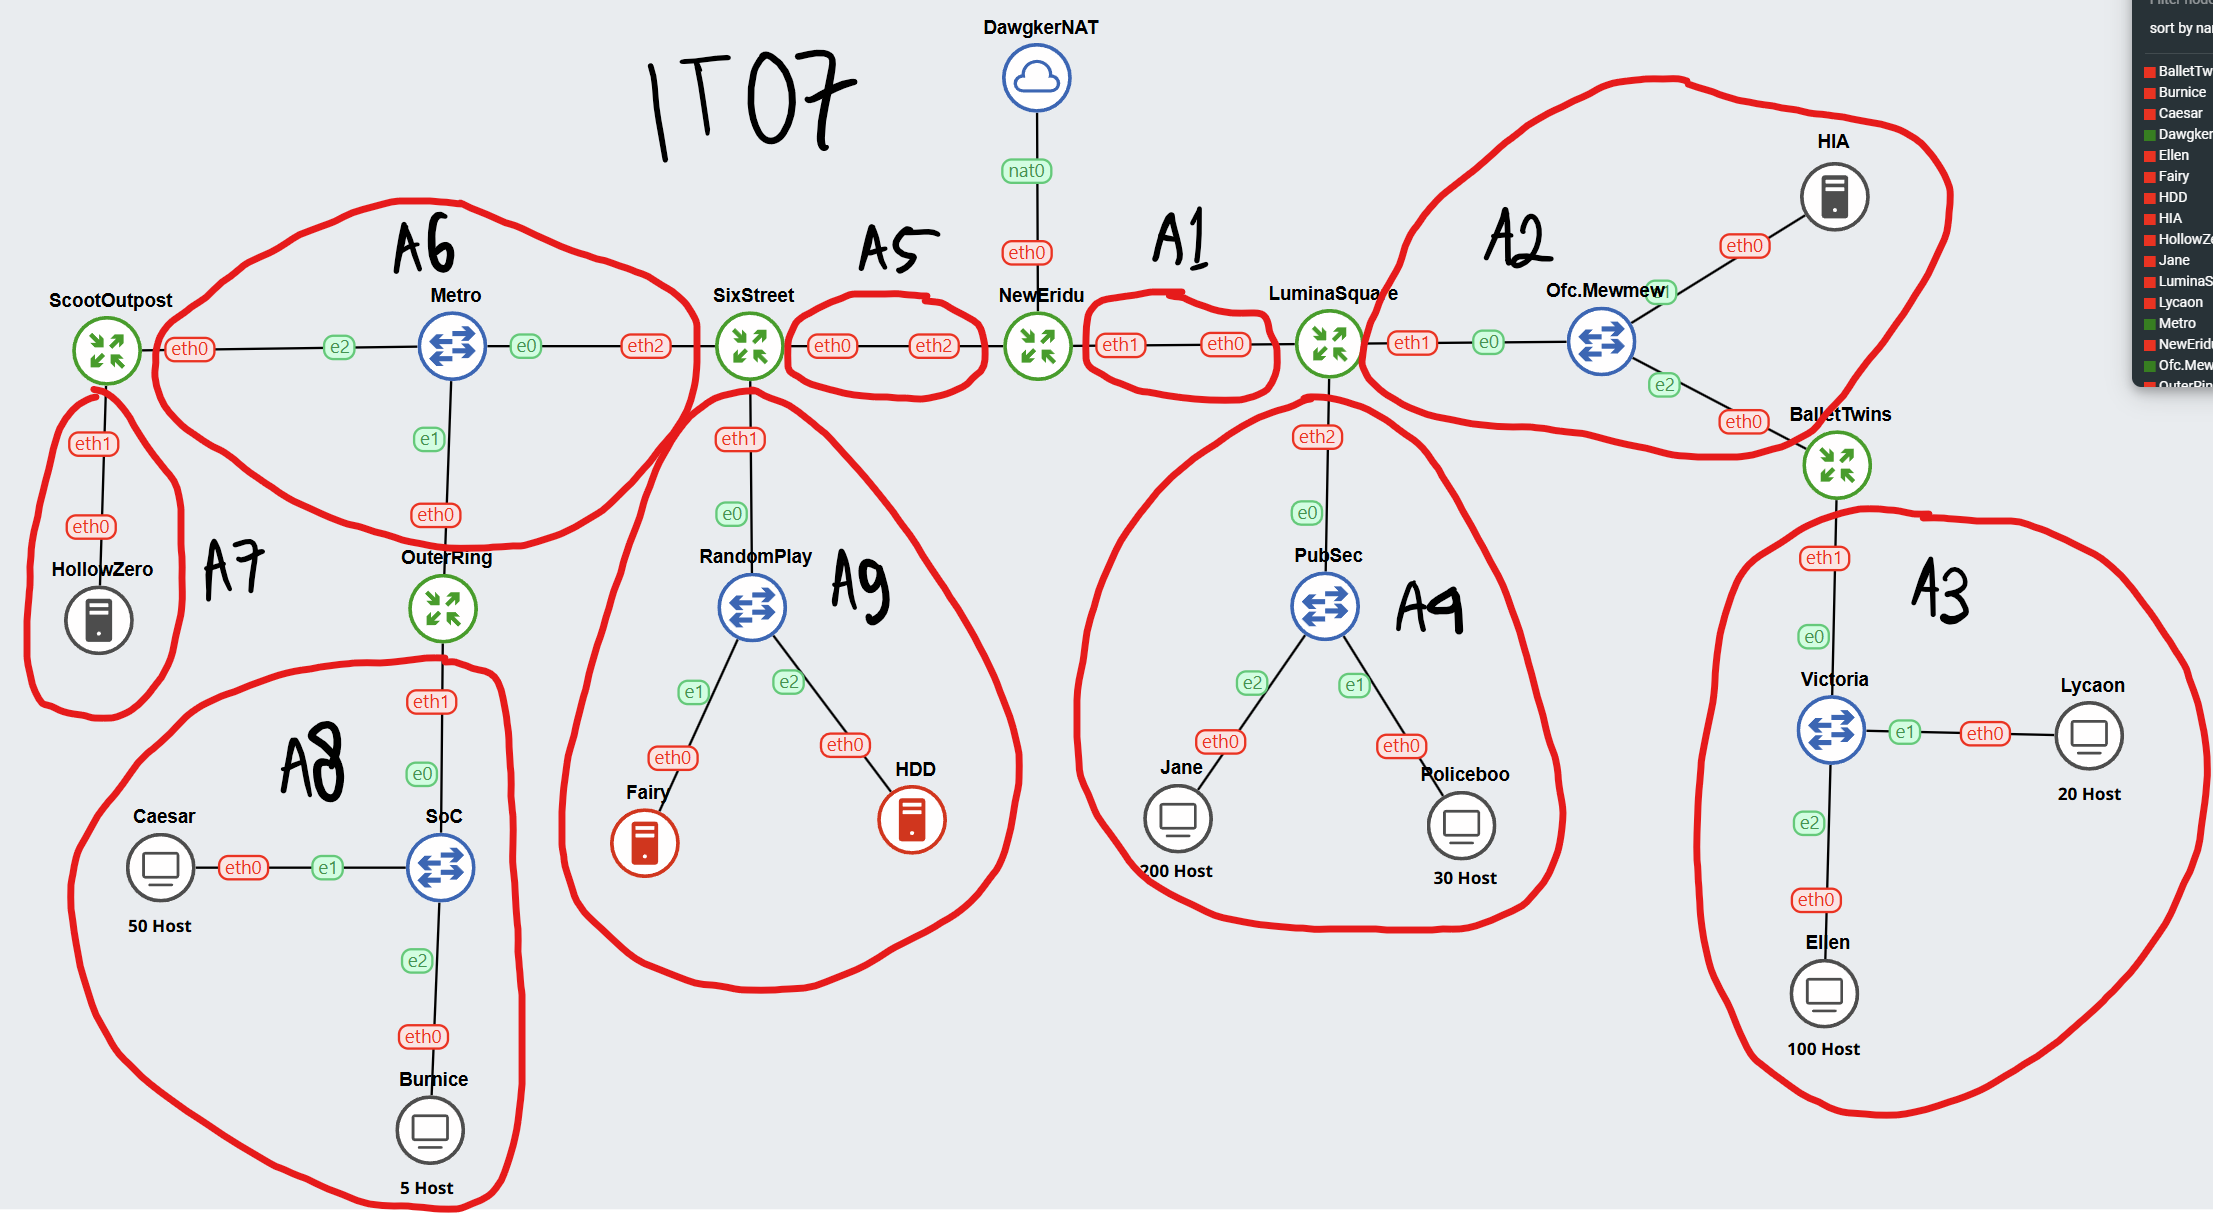 DawgkerNAT
IT07
nat0
eth0
A6
A5
A1
A2
HIA
eth0
ScootOutpost
Metro
SixStreet
NewEridu
LuminaSquare
Ofc.Mewmew
eth0
e2
e0
eth2
eth0
eth2
eth1
eth0
eth1
e0
e2
eth0
BalletTwins
eth1
e1
eth1
eth2
eth0
eth0
e0
e0
HollowZero
A7
OuterRing
RandomPlay
A9
PubSec
A4
eth1
A3
e0
eth1
e1
e2
e2
e1
Victoria
Lycaon
e1
eth0
20 Host
A8
e0
eth0
eth0
eth0
eth0
Caesar
SoC
Fairy
HDD
Jane
Policeboo
e2
eth0
e1
50 Host
200 Host
30 Host
eth0
e2
Ellen
100 Host
eth0
Burnice
5 Host
sort by na
BalletTw
Burnice
Caesar
Dawgker
Ellen
Fairy
HDD
HIA
HollowZe
Jane
LuminaS
Lycaon
Metro
NewEridu
Ofc.Mew